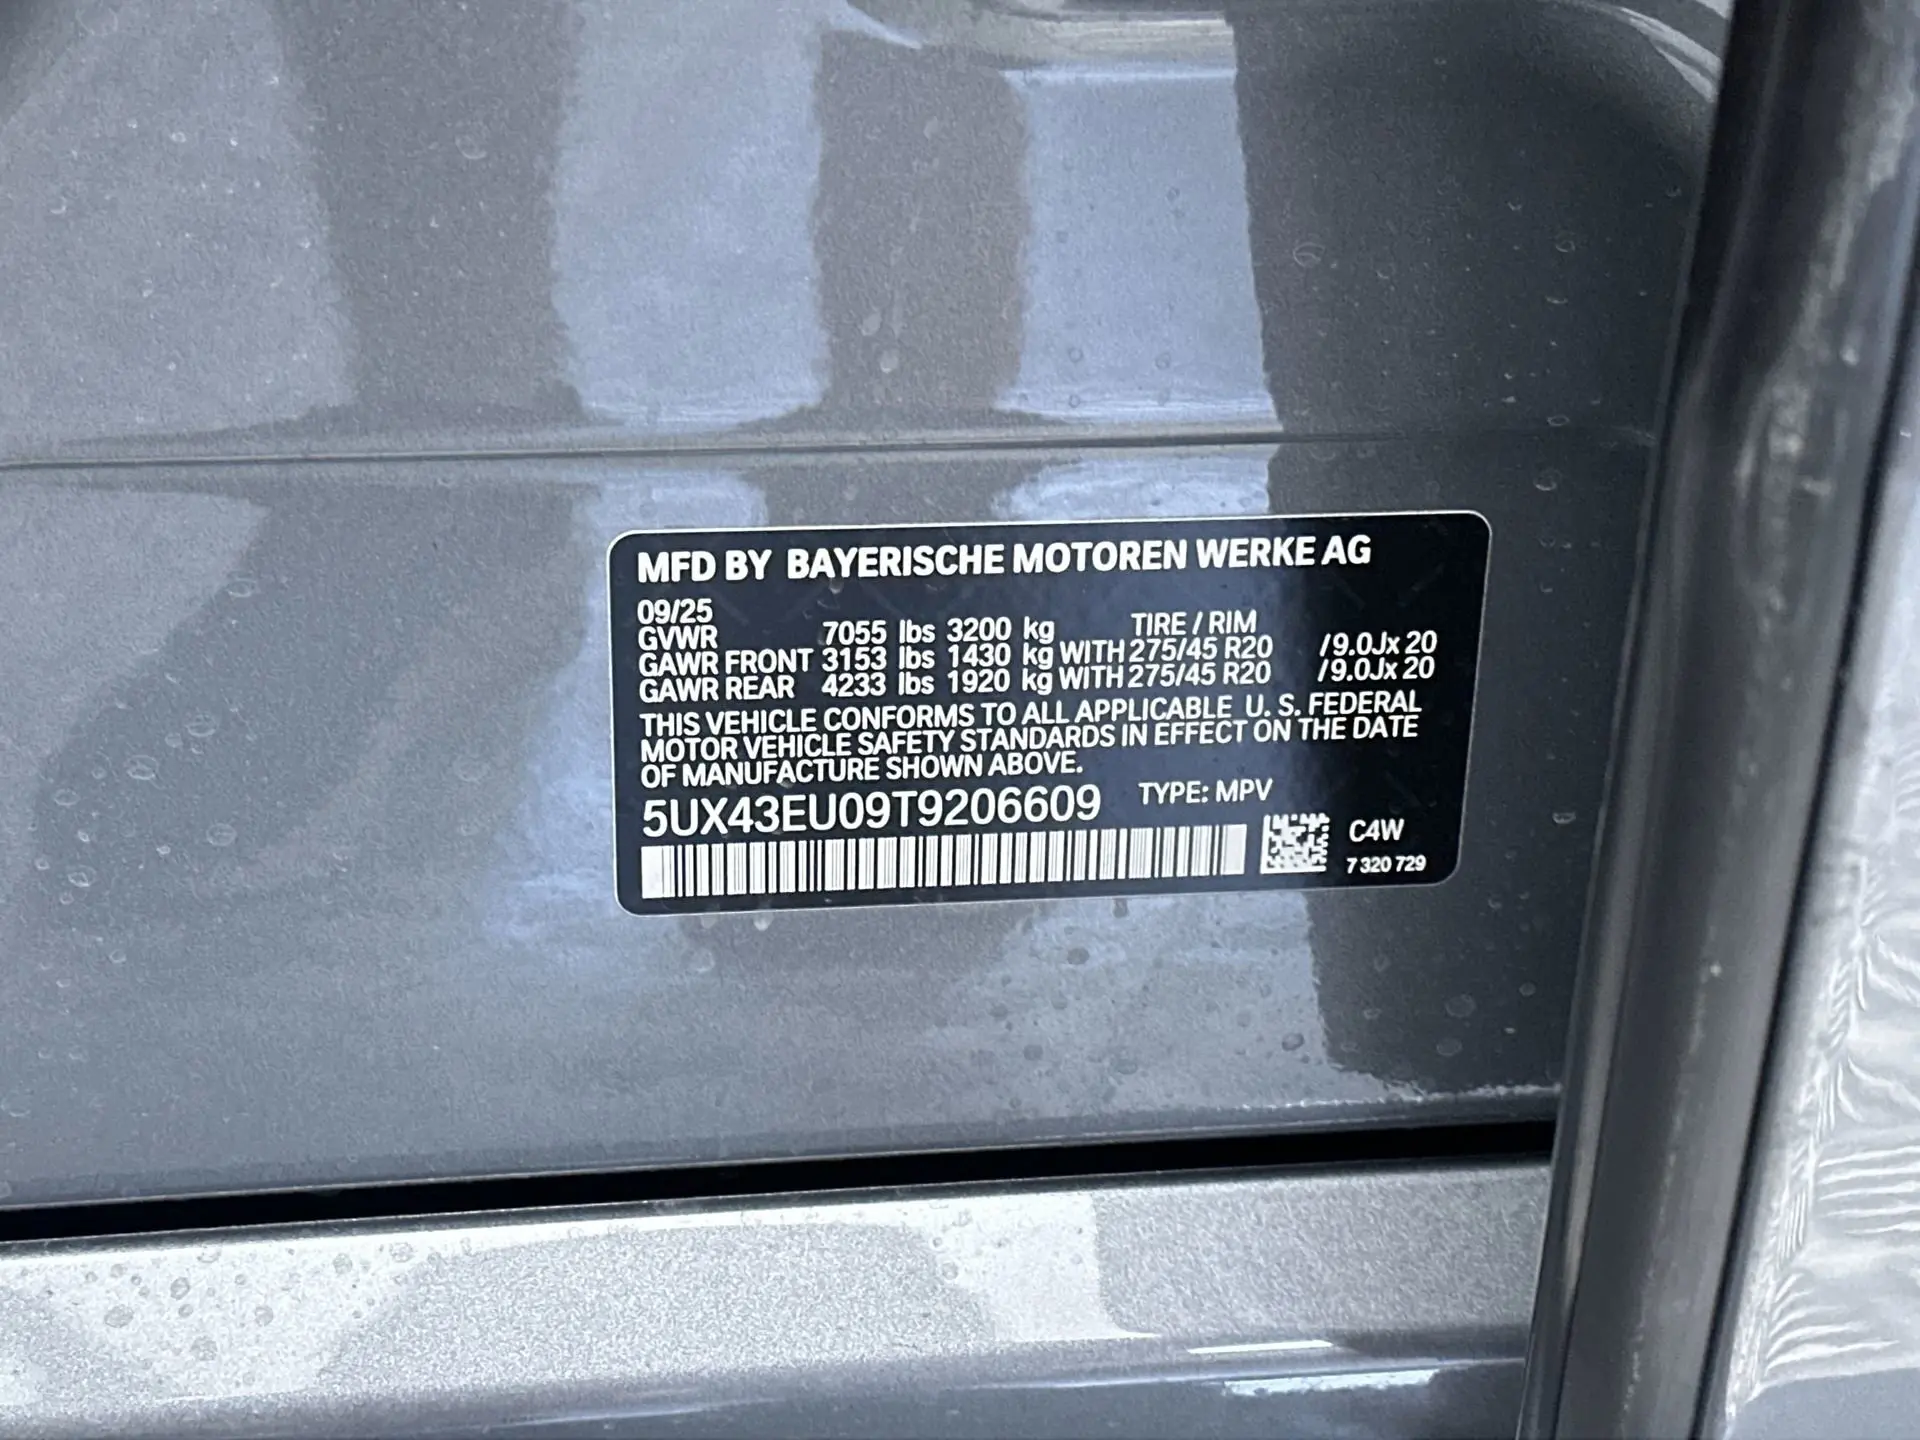 MFD BY BAYERISCHE MOTOREN WERKE AG
09/25
GVWR 7055 lbs 3200 kg TIRE / RIM
GAWR FRONT 3153 lbs 1430 kg WITH 275/45 R20 /9.0Jx 20
GAWR REAR 4233 lbs 1920 kg WITH 275/45 R20 /9.0Jx 20
THIS VEHICLE CONFORMS TO ALL APPLICABLE U. S. FEDERAL
MOTOR VEHICLE SAFETY STANDARDS IN EFFECT ON THE DATE
OF MANUFACTURE SHOWN ABOVE.
5UX43EU09T9206609 TYPE: MPV
C4W
7 320 729